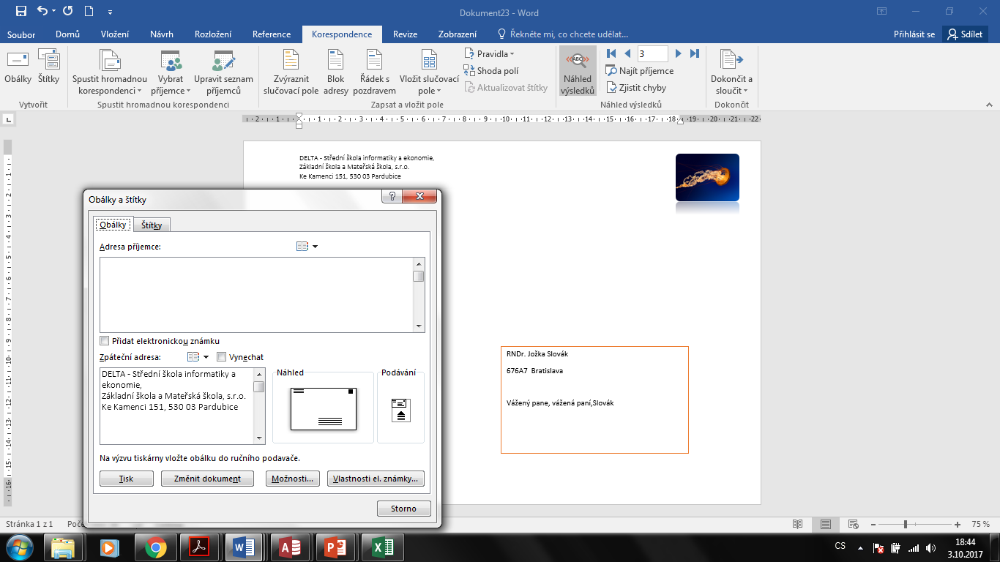 Dokument23 - Word
Soubor Domů Vložení Návrh Rozložení Reference Korespondence Revize Zobrazení Řekněte mi, co chcete udělat... Přihlásit se Sdílet
Obálky Štítky
Vytvořit
Spustit hromadnou korespondenci Vybrat příjemce Upravit seznam příjemců
Spustit hromadnou korespondenci
Zvýraznit slučovací pole Blok adresy Řádek s pozdravem Vložit slučovací pole
Pravidla
Shoda polí
Aktualizovat štítky
Zapsat a vložit pole
Náhled výsledků
3
Najít příjemce
Zjistit chyby
Náhled výsledků
Dokončit a sloučit
Dokončit
DELTA - Střední škola informatiky a ekonomie,
Základní škola a Mateřská škola, s.r.o.
Ke Kamenci 151, 530 03 Pardubice
Obálky a štítky
Obálky Štítky
Adresa příjemce:
Přidat elektronickou známku
Zpáteční adresa: Vynechat
DELTA - Střední škola informatiky a
ekonomie,
Základní škola a Mateřská škola, s.r.o.
Ke Kamenci 151, 530 03 Pardubice
Náhled
Podávání
Na výzvu tiskárny vložte obálku do ručního podavače.
Tisk Změnit dokument Možnosti... Vlastnosti el. známky...
Storno
RNDr. Jožka Slovák
676A7 Bratislava
Vážený pane, vážená paní,Slovák
Stránka 1 z 1
75 %
CS
18:44
3.10.2017